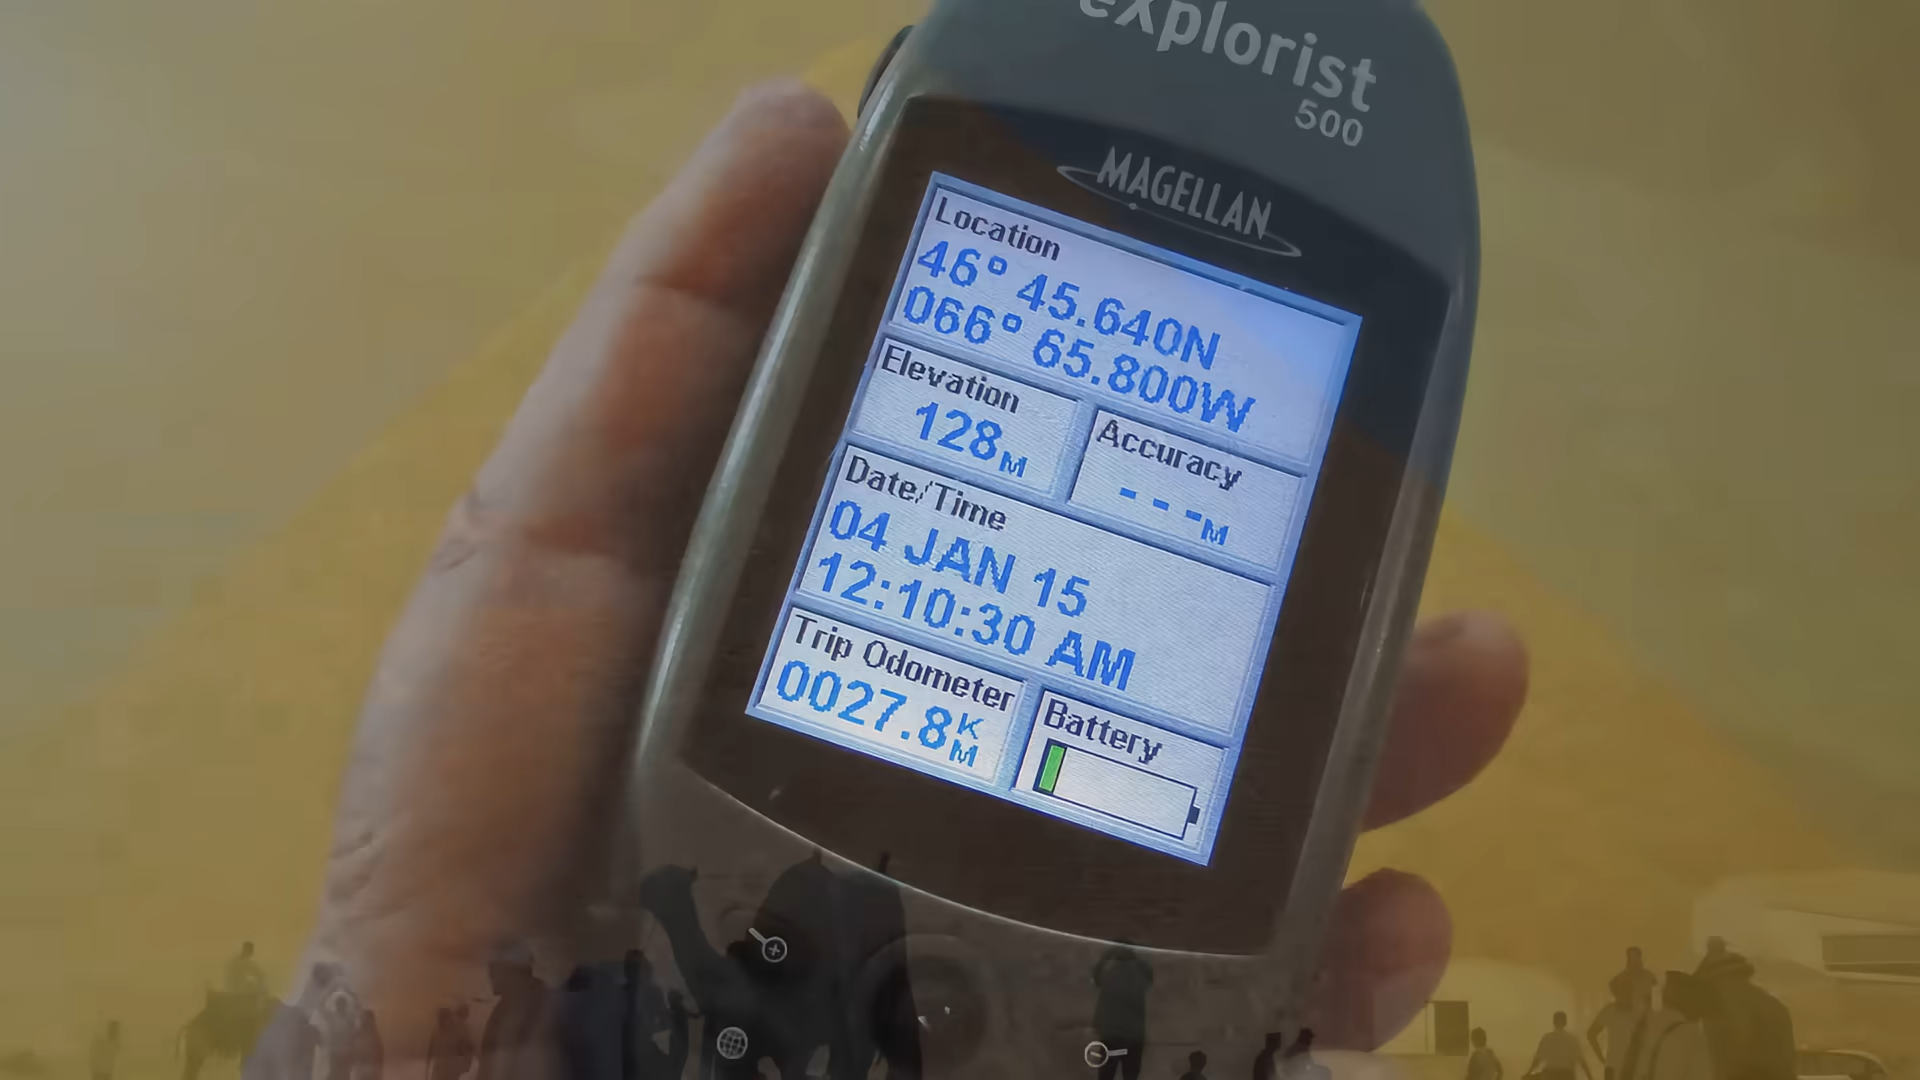 explorist
500
MAGELLAN
Location
46° 45.640N
066° 65.800W
Elevation
128M
Accuracy
---M
Date/Time
04 JAN 15
12:10:30 AM
Trip Odometer
0027.8KM
Battery